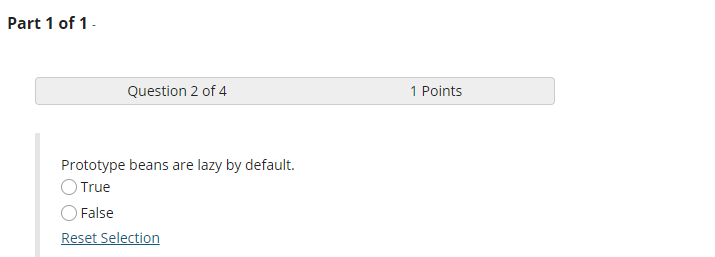 Part 1 of 1 -
Question 2 of 4 1 Points
Prototype beans are lazy by default.
True
False
Reset Selection